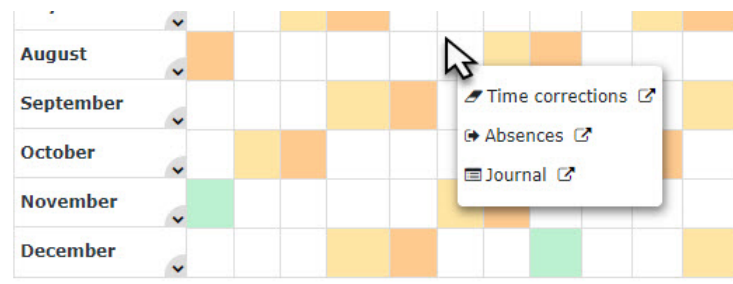 August
September
October
November
December
Time corrections
Absences
Journal